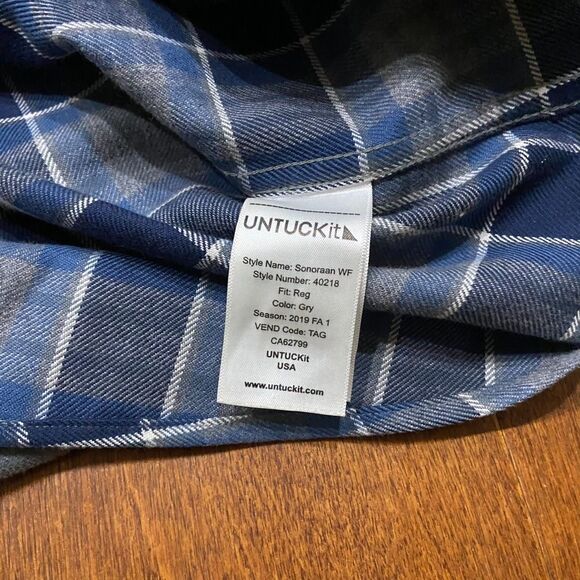 UNTUCKit
Style Name: Sonoraan WF
Style Number: 40218
Fit: Reg
Color: Gry
Season: 2019 FA 1
VEND Code: TAG
CA62799
UNTUCKit
USA
www.untuckit.com